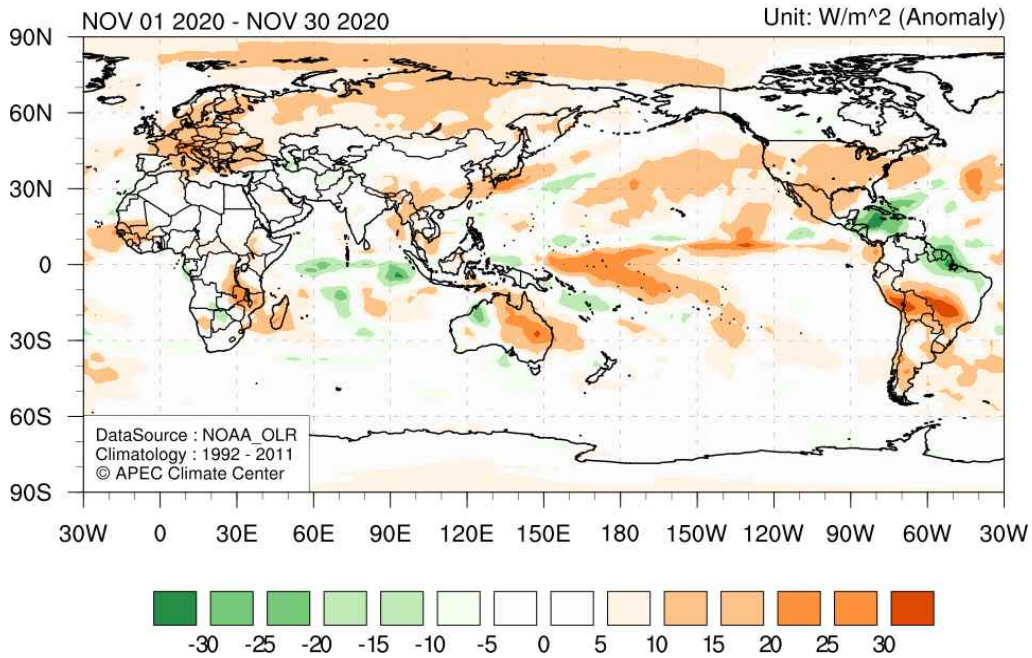 NOV 01 2020 - NOV 30 2020 Unit: W/m^2 (Anomaly)
90N
60N
30N
0
30S
60S
90S
DataSource : NOAA_OLR
Climatology : 1992 - 2011
© APEC Climate Center
30W 0 30E 60E 90E 120E 150E 180 150W 120W 90W 60W 30W
-30 -25 -20 -15 -10 -5 0 5 10 15 20 25 30